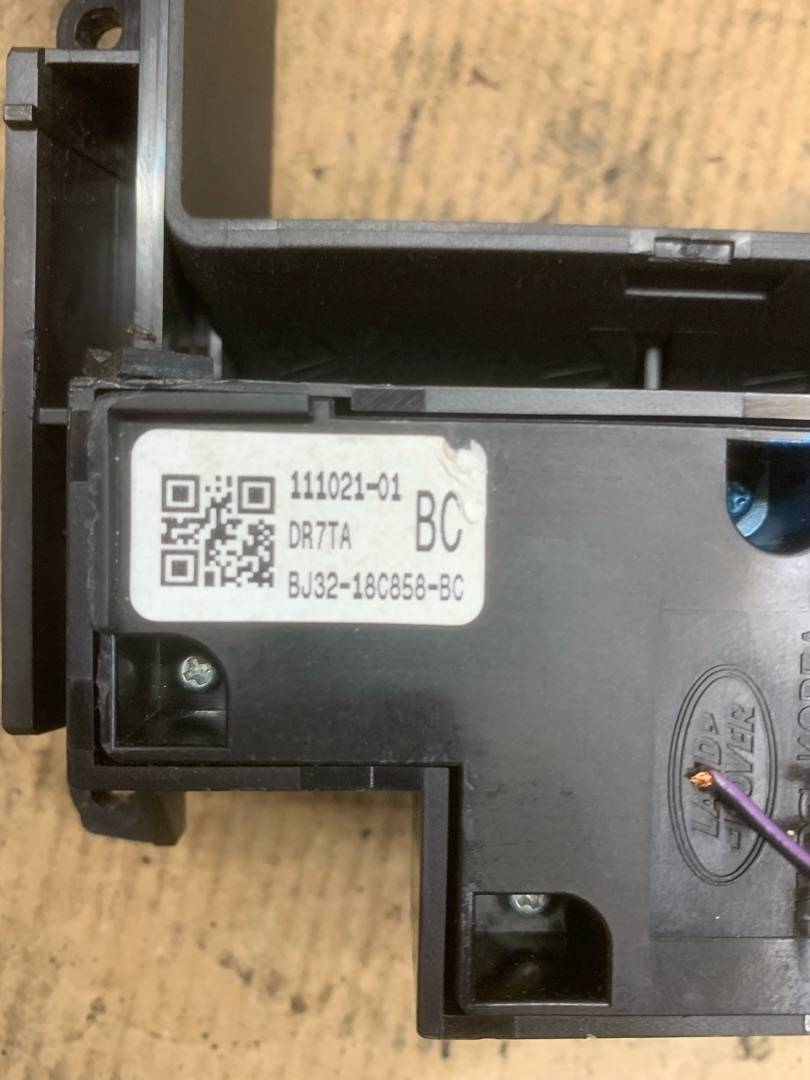 111021-01
DR7TA
BC
BJ32-18C858-BC
LAND
ROVER